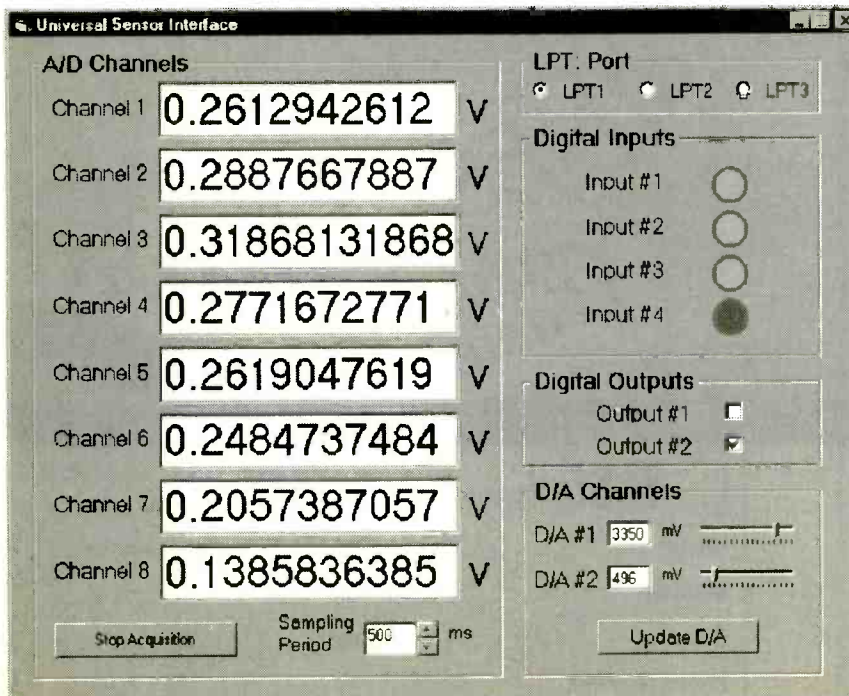 Universal Sensor Interface
A/D Channels
Channel 1 0.2612942612 V
Channel 2 0.2887667887 V
Channel 3 0.31868131868 V
Channel 4 0.2771672771 V
Channel 5 0.2619047619 V
Channel 6 0.2484737484 V
Channel 7 0.2057387057 V
Channel 8 0.1385836385 V
Stop Acquisition
Sampling
Period 500 ms
LPT: Port
LPT1 LPT2 LPT3
Digital Inputs
Input #1
Input #2
Input #3
Input #4
Digital Outputs
Output #1
Output #2
D/A Channels
D/A #1 3350 mV
D/A #2 496 mV
Update D/A